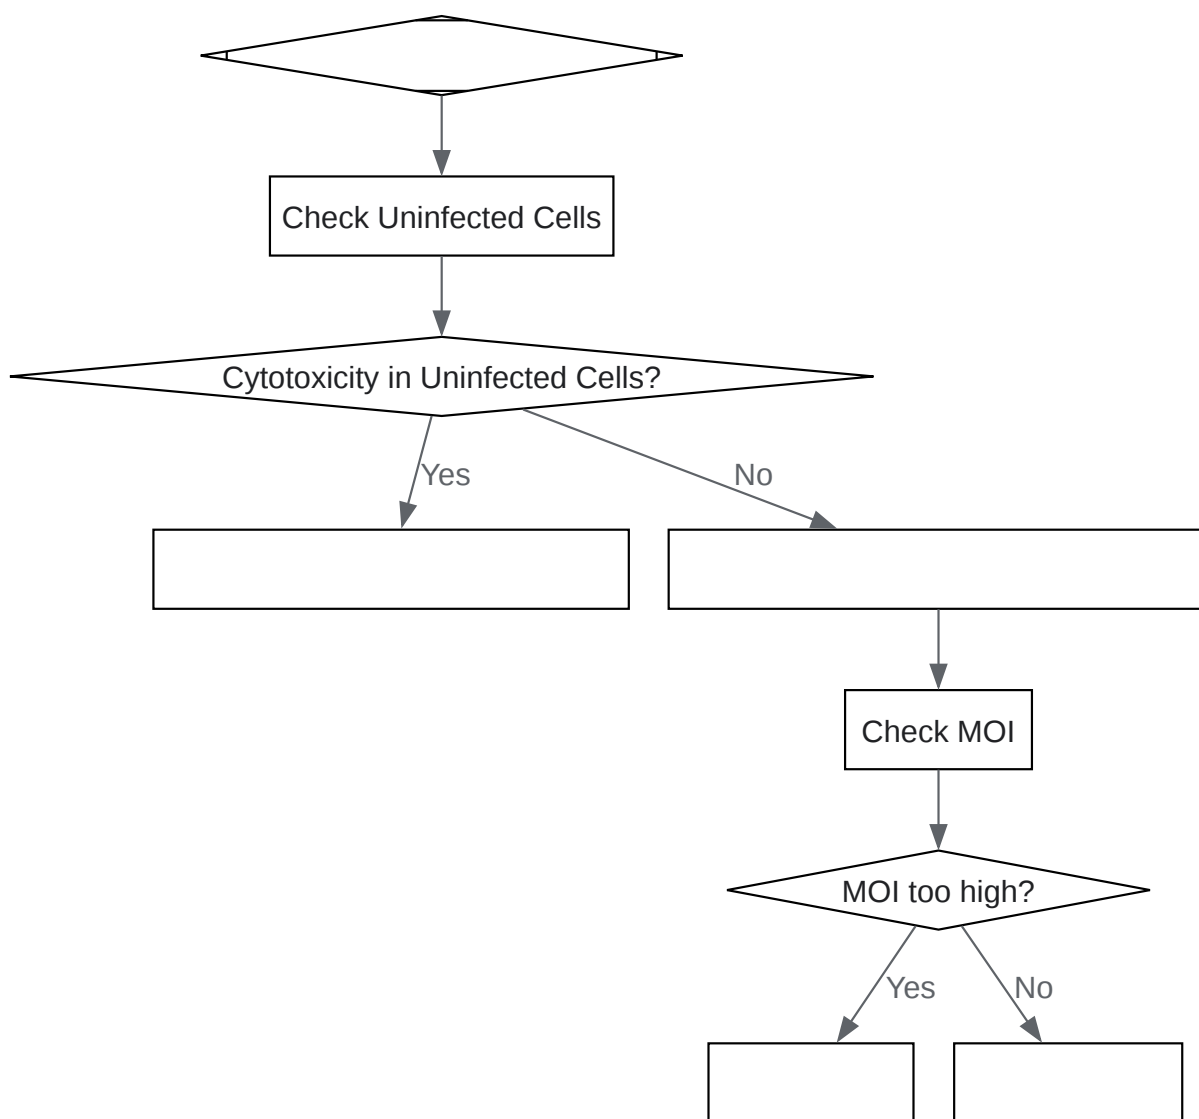 Check Uninfected Cells
Cytotoxicity in Uninfected Cells?
Yes
No
Check MOI
MOI too high?
Yes
No